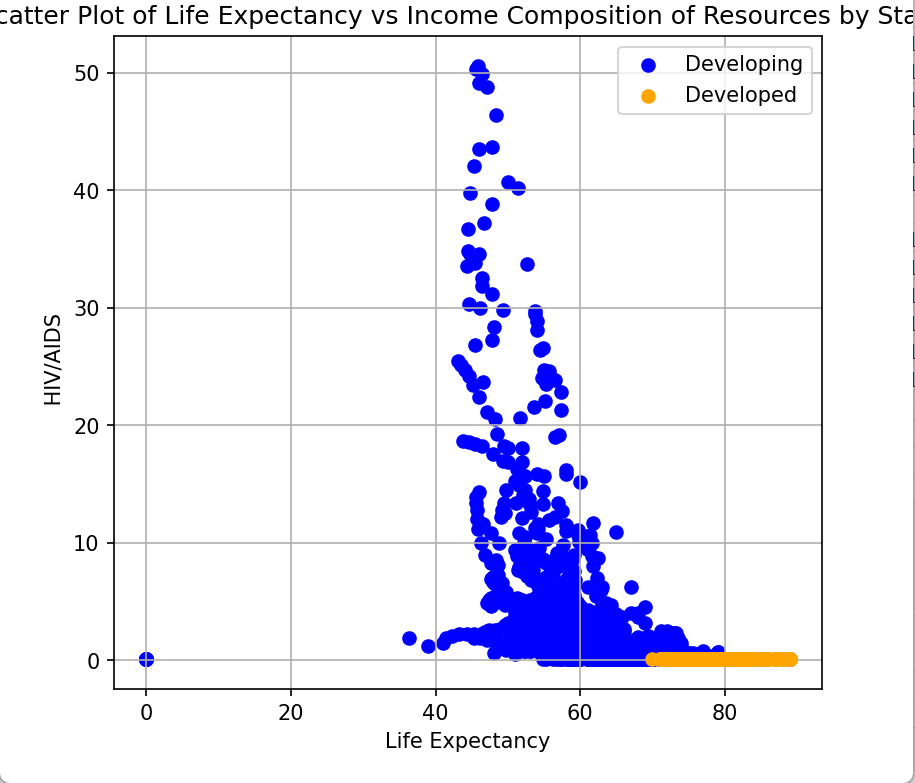 catter Plot of Life Expectancy vs Income Composition of Resources by Sta
Developing
Developed
50
40
30
20
10
0
HIV/AIDS
0 20 40 60 80
Life Expectancy